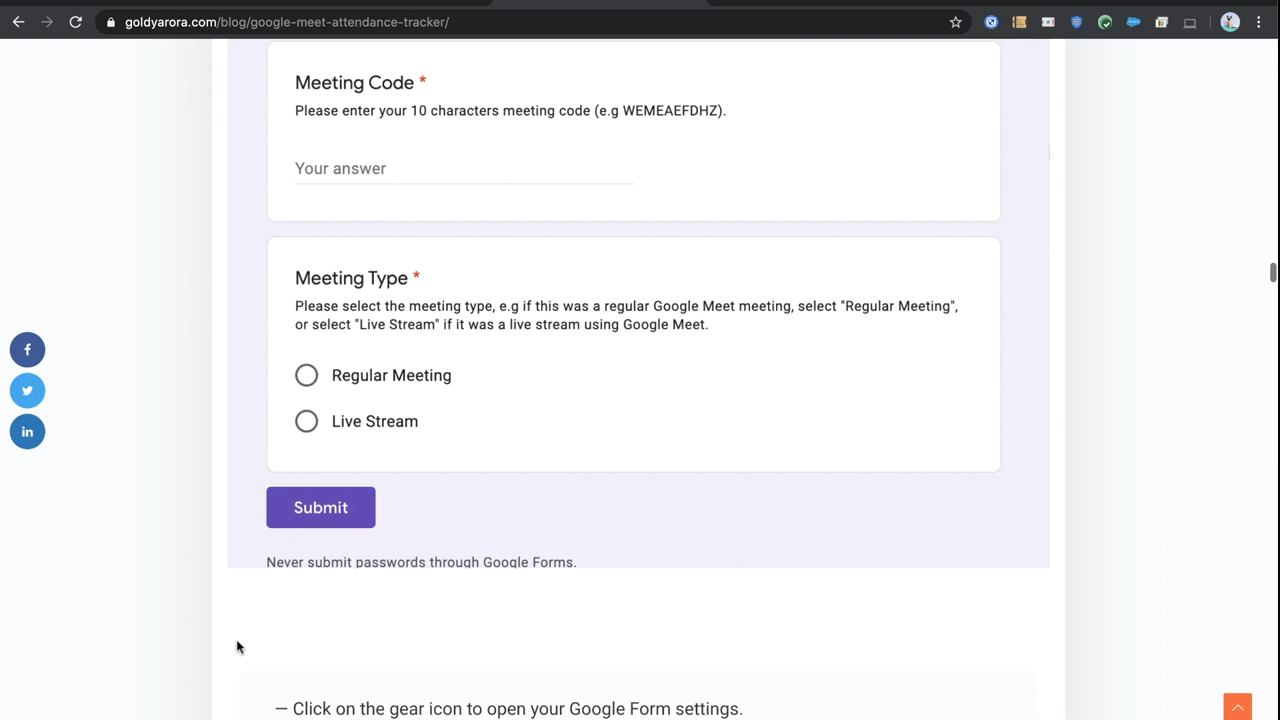 goldyarora.com/blog/google-meet-attendance-tracker/
Meeting Code *
Please enter your 10 characters meeting code (e.g WEMEAEFDHZ).
Your answer
Meeting Type *
Please select the meeting type, e.g if this was a regular Google Meet meeting, select "Regular Meeting",
or select "Live Stream" if it was a live stream using Google Meet.
Regular Meeting
Live Stream
Submit
Never submit passwords through Google Forms.
— Click on the gear icon to open your Google Form settings.